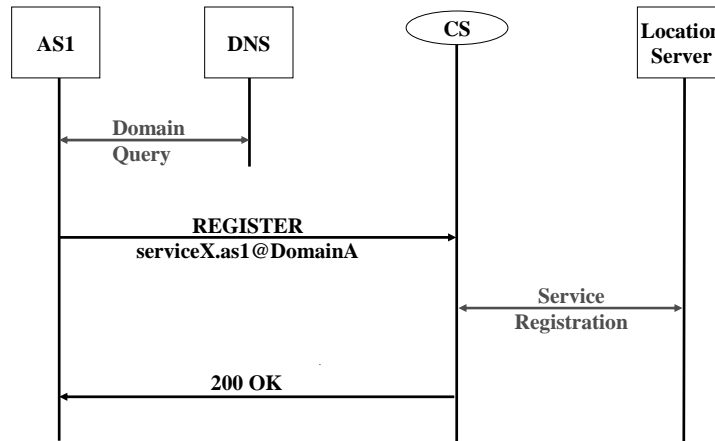 AS1
DNS
CS
Location
Server
Domain
Query
REGISTER
serviceX.as1@DomainA
Service
Registration
200 OK